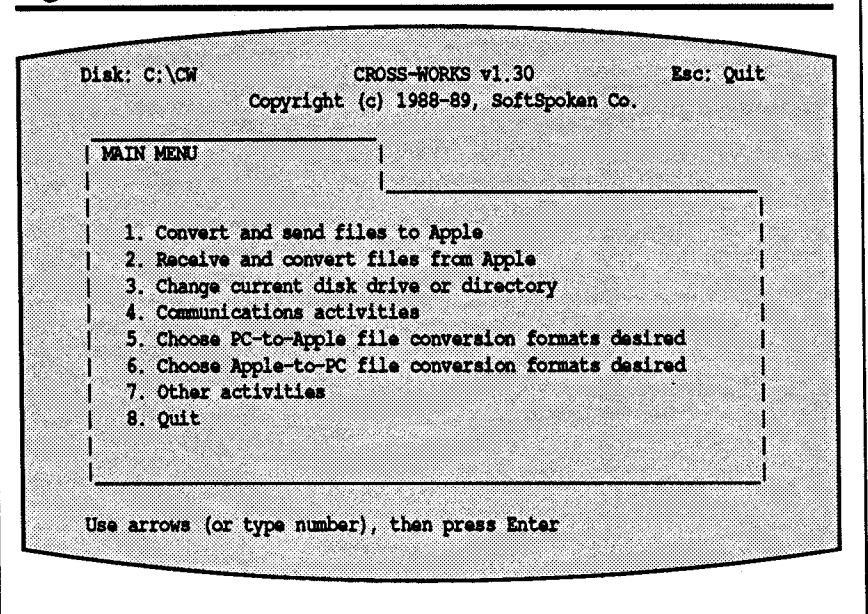 Disk: C:\CW CROSS-WORKS v1.30 Esc: Quit
Copyright (c) 1988-89, SoftSpoken Co.
MAIN MENU
1. Convert and send files to Apple
2. Receive and convert files from Apple
3. Change current disk drive or directory
4. Communications activities
5. Choose PC-to-Apple file conversion formats desired
6. Choose Apple-to-PC file conversion formats desired
7. Other activities
8. Quit
Use arrows (or type number), then press Enter